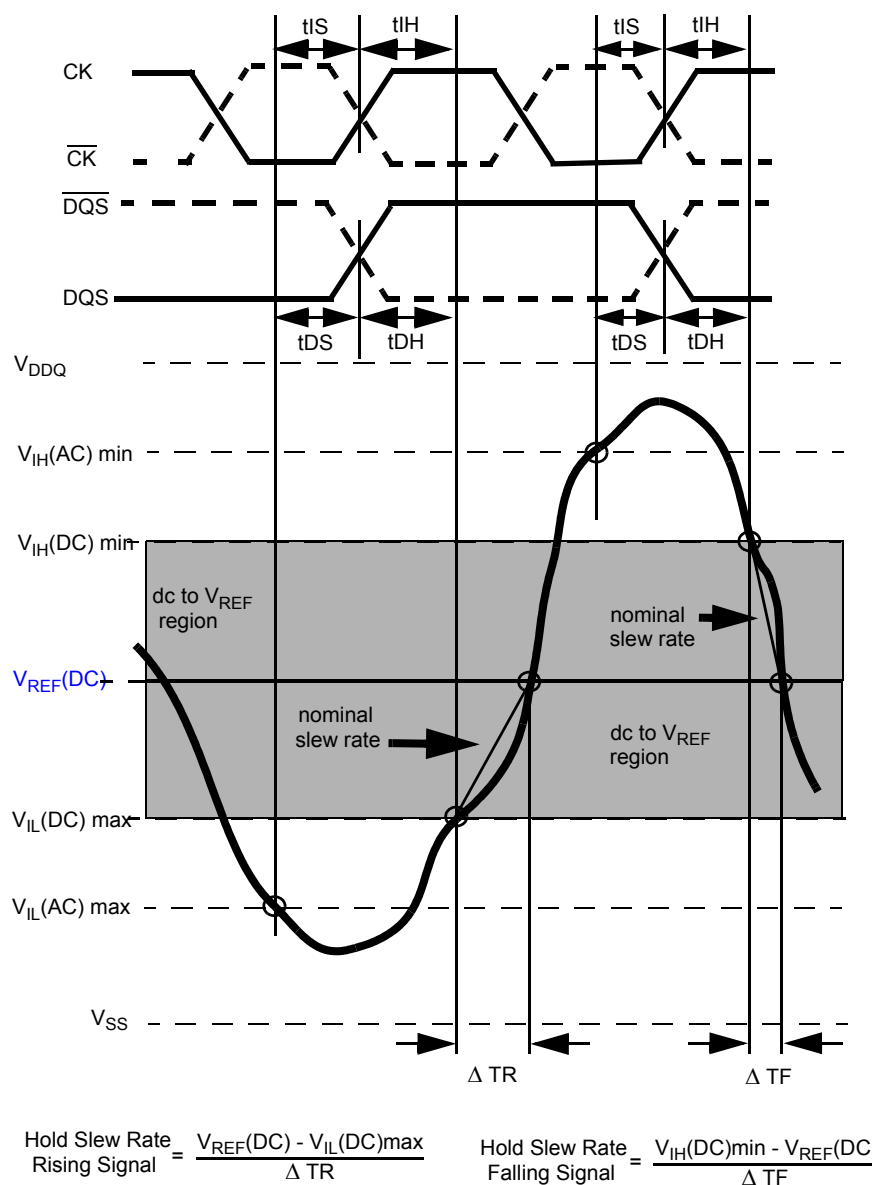 tIS tIH tIS tIH
CK
C̅K̅
D̅Q̅S̅
DQS
tDS tDH tDS tDH
VDDQ
VIH(AC) min
VIH(DC) min
dc to VREF
region
nominal
slew rate
VREF(DC)
nominal
slew rate
dc to VREF
region
VIL(DC) max
VIL(AC) max
VSS
Δ TR Δ TF
Hold Slew Rate
Rising Signal = VREF(DC) - VIL(DC)max
Δ TR
Hold Slew Rate
Falling Signal = VIH(DC)min - VREF(DC
Δ TF